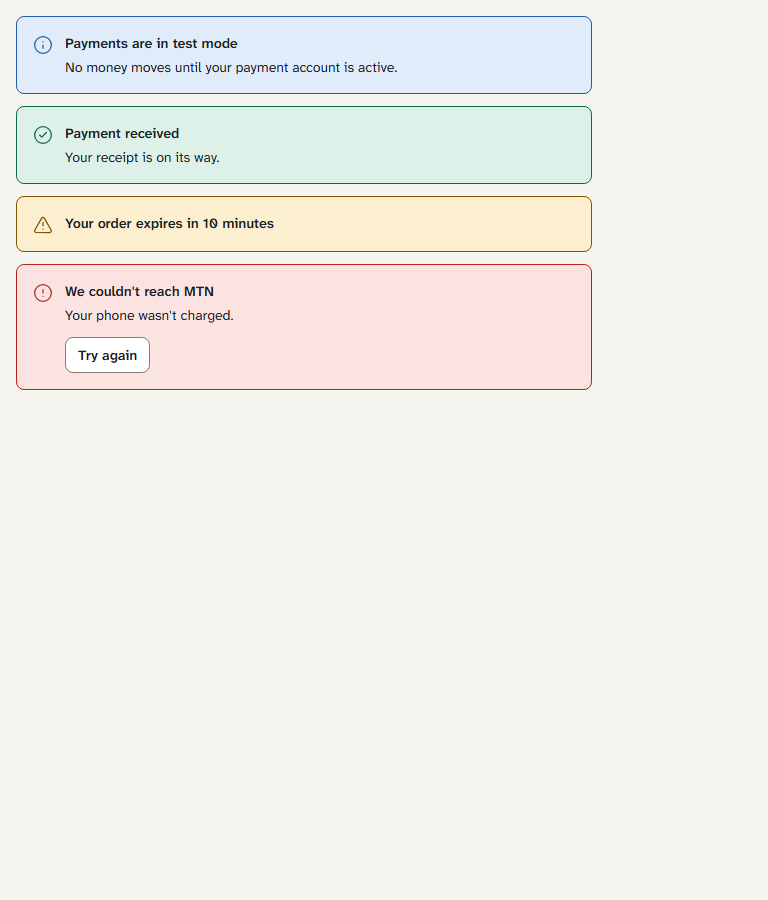 Payments are in test mode
No money moves until your payment account is active.
Payment received
Your receipt is on its way.
Your order expires in 10 minutes
We couldn't reach MTN
Your phone wasn't charged.
Try again